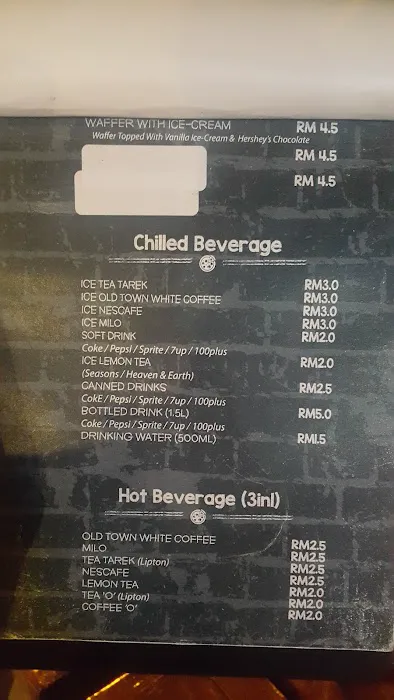 WAFFER WITH ICE-CREAM RM 4.5
Waffer Topped With Vanilla Ice-Cream & Hershey's Chocolate
RM 4.5
RM 4.5
Chilled Beverage
ICE TEA TAREK RM3.0
ICE OLD TOWN WHITE COFFEE RM3.0
ICE NESCAFE RM3.0
ICE MILO RM3.0
SOFT DRINK RM2.0
Coke / Pepsi / Sprite / 7up / 100plus
ICE LEMON TEA RM2.0
(Seasons / Heaven & Earth)
CANNED DRINKS RM2.5
CokE / Pepsi / Sprite / 7up / 100plus
BOTTLED DRINK (1.5L) RM5.0
Coke / Pepsi / Sprite / 7up / 100plus
DRINKING WATER (500ML) RM1.5
Hot Beverage (3in1)
OLD TOWN WHITE COFFEE RM2.5
MILO RM2.5
TEA TAREK (Lipton) RM2.5
NESCAFE RM2.5
LEMON TEA RM2.0
TEA 'O' (Lipton) RM2.0
COFFEE 'O' RM2.0